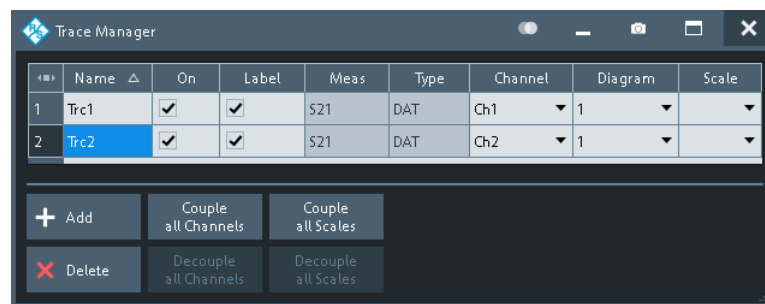 Trace Manager
Name On Label Meas Type Channel Diagram Scale
1 Trc1 S21 DAT Ch1 1
2 Trc2 S21 DAT Ch2 1
Add
Couple
all Channels
Couple
all Scales
Delete
Decouple
all Channels
Decouple
all Scales